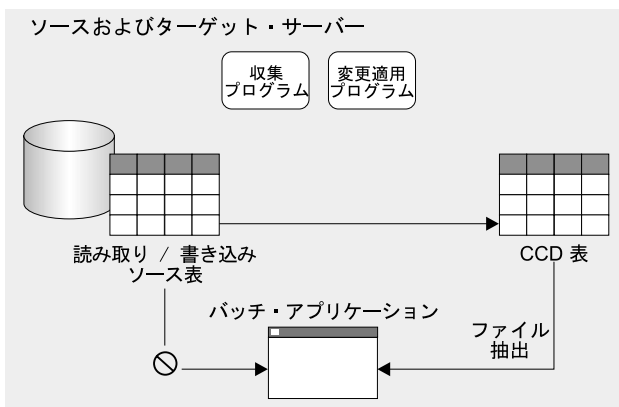 ソースおよびターゲット・サーバー
収集
プログラム
変更適用
プログラム
読み取り / 書き込み
ソース表
CCD 表
バッチ・アプリケーション
ファイル
抽出